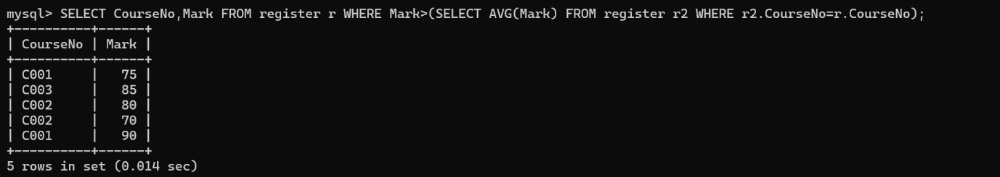 mysql> SELECT CourseNo,Mark FROM register r WHERE Mark>(SELECT AVG(Mark) FROM register r2 WHERE r2.CourseNo=r.CourseNo);
+----------+------+
| CourseNo | Mark |
+----------+------+
| C001     |   75 |
| C003     |   85 |
| C002     |   80 |
| C002     |   70 |
| C001     |   90 |
+----------+------+
5 rows in set (0.014 sec)